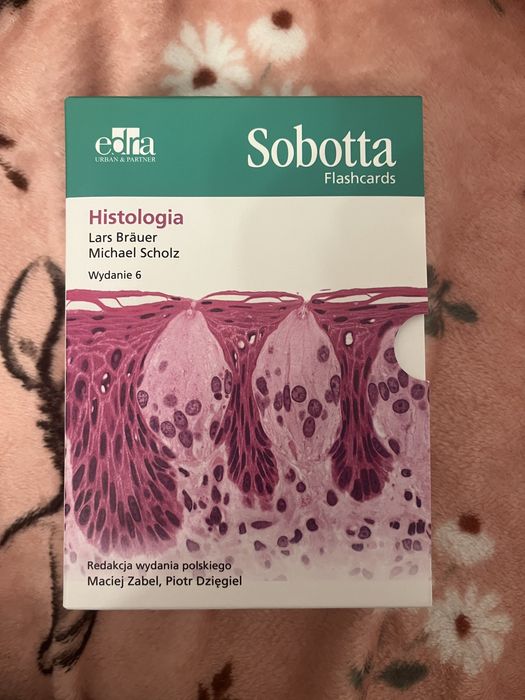 edra
URBAN & PARTNER
Sobotta
Flashcards
Histologia
Lars Bräuer
Michael Scholz
Wydanie 6
Redakcja wydania polskiego
Maciej Zabel, Piotr Dzięgiel